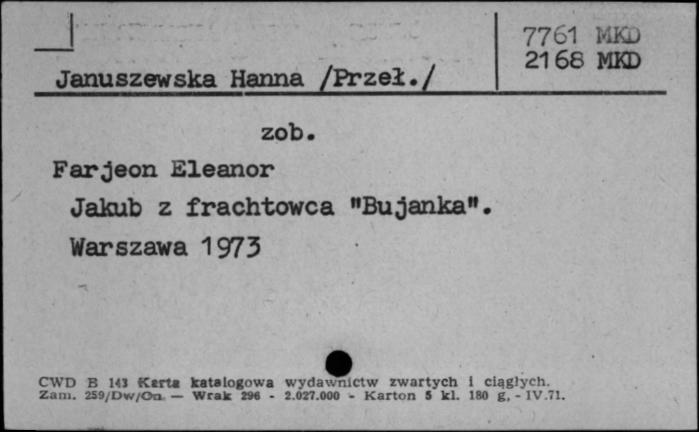 7761 MKD
2168 MKD
Januszewska Hanna /Przeł./
zob.
Farjeon Eleanor
Jakub z frachtowca "Bujanka".
Warszawa 1973
CWD B 143 Karta katalogowa wydawnictw zwartych i ciągłych.
Zam. 259/Dw/On. — Wrak 296 - 2.027.000 - Karton 5 kl. 180 g. - IV.71.